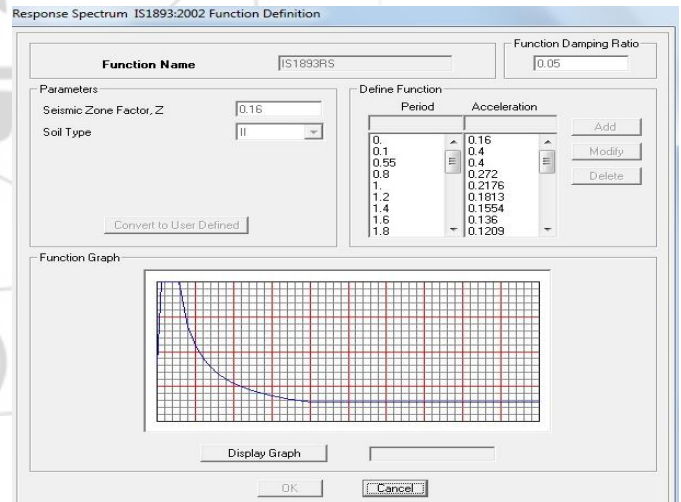 Response Spectrum IS1893:2002 Function Definition
Function Damping Ratio
Function Name
IS1893RS
0.05
Parameters
Seismic Zone Factor, Z
0.16
Soil Type
II
Convert to User Defined
Define Function
Period Acceleration
0. 0.16
0.1 0.4
0.55 0.4
0.8 0.272
1. 0.2176
1.2 0.1813
1.4 0.1554
1.6 0.136
1.8 0.1209
Add
Modify
Delete
Function Graph
Display Graph
OK
Cancel